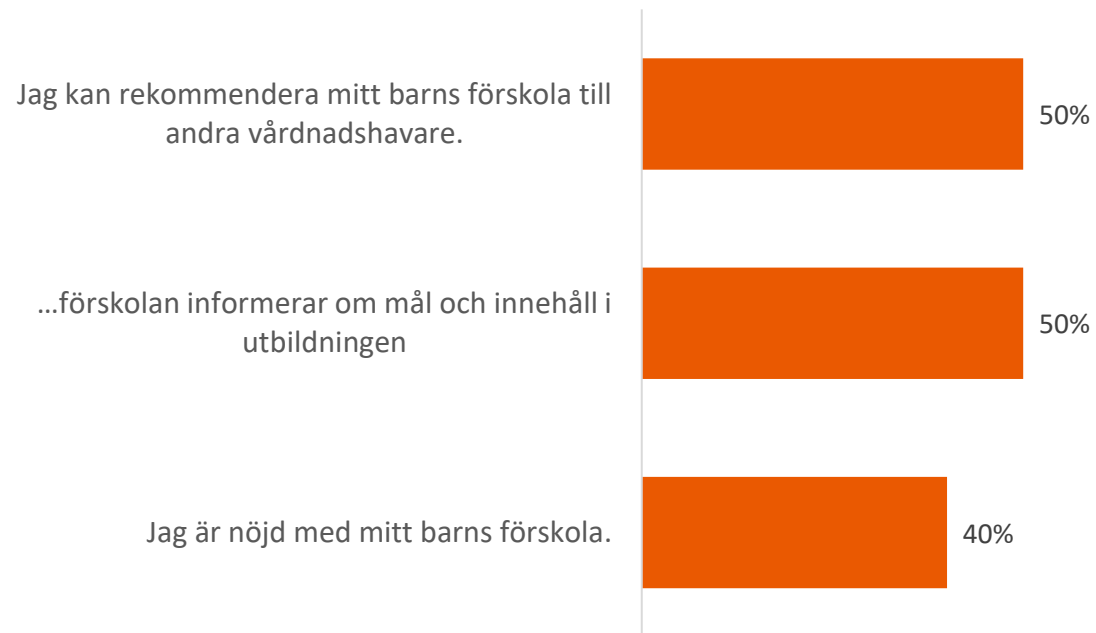 Jag kan rekommendera mitt barns förskola till
andra vårdnadshavare.
50%
...förskolan informerar om mål och innehåll i
utbildningen
50%
Jag är nöjd med mitt barns förskola.
40%